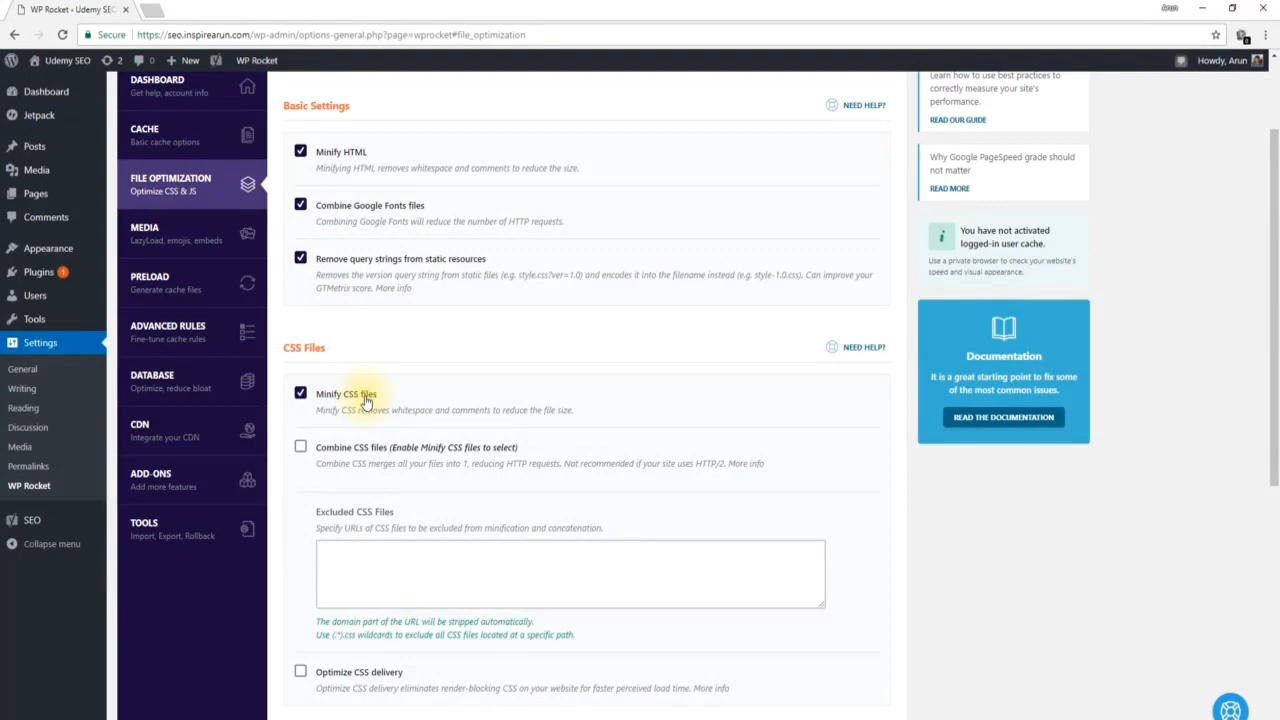 WP Rocket ‹ Udemy SEO
Arun
Secure
https://seo.inspirearun.com/wp-admin/options-general.php?page=wprocket#file_optimization
Udemy SEO
2
0
New
WP Rocket
Howdy, Arun
Dashboard
Jetpack
Posts
Media
Pages
Comments
Appearance
Plugins 1
Users
Tools
Settings
General
Writing
Reading
Discussion
Media
Permalinks
WP Rocket
SEO
Collapse menu
DASHBOARD
Get help, account info
CACHE
Basic cache options
FILE OPTIMIZATION
Optimize CSS & JS
MEDIA
LazyLoad, emojis, embeds
PRELOAD
Generate cache files
ADVANCED RULES
Fine-tune cache rules
DATABASE
Optimize, reduce bloat
CDN
Integrate your CDN
ADD-ONS
Add more features
TOOLS
Import, Export, Rollback
Basic Settings
NEED HELP?
Minify HTML
Minifying HTML removes whitespace and comments to reduce the size.
Combine Google Fonts files
Combining Google Fonts will reduce the number of HTTP requests.
Remove query strings from static resources
Removes the version query string from static files (e.g. style.css?ver=1.0) and encodes it into the filename instead (e.g. style-1.0.css). Can improve your
GTMetrix score. More info
CSS Files
NEED HELP?
Minify CSS files
Minify CSS removes whitespace and comments to reduce the file size.
Combine CSS files (Enable Minify CSS files to select)
Combine CSS merges all your files into 1, reducing HTTP requests. Not recommended if your site uses HTTP/2. More info
Excluded CSS Files
Specify URLs of CSS files to be excluded from minification and concatenation.
The domain part of the URL will be stripped automatically.
Use (.*).css wildcards to exclude all CSS files located at a specific path.
Optimize CSS delivery
Optimize CSS delivery eliminates render-blocking CSS on your website for faster perceived load time. More info
Learn how to use best practices to
correctly measure your site's
performance.
READ OUR GUIDE
Why Google PageSpeed grade should
not matter
READ MORE
You have not activated
logged-in user cache.
Use a private browser to check your website's
speed and visual appearance.
Documentation
It is a great starting point to fix some
of the most common issues.
READ THE DOCUMENTATION